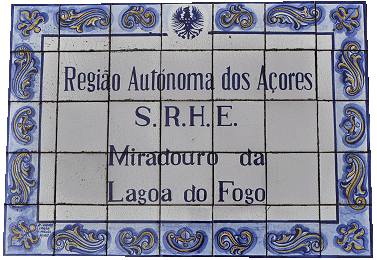 Região Autónoma dos Açores
S.R.H.E.
Miradouro da
Lagoa do Fogo